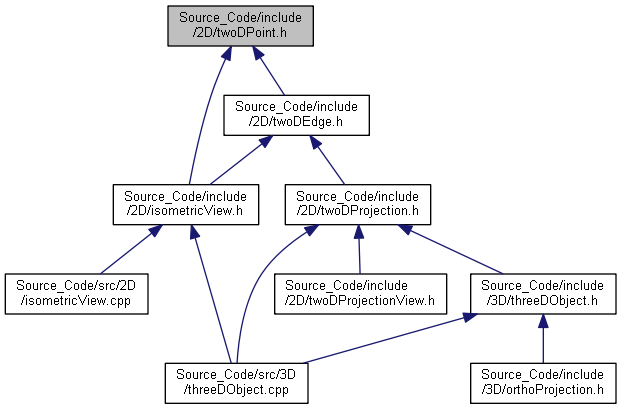 Source_Code/include
/2D/twoDPoint.h
Source_Code/include
/2D/twoDEdge.h
Source_Code/include
/2D/isometricView.h
Source_Code/include
/2D/twoDProjection.h
Source_Code/src/2D
/isometricView.cpp
Source_Code/include
/2D/twoDProjectionView.h
Source_Code/include
/3D/threeDObject.h
Source_Code/src/3D
/threeDObject.cpp
Source_Code/include
/3D/orthoProjection.h